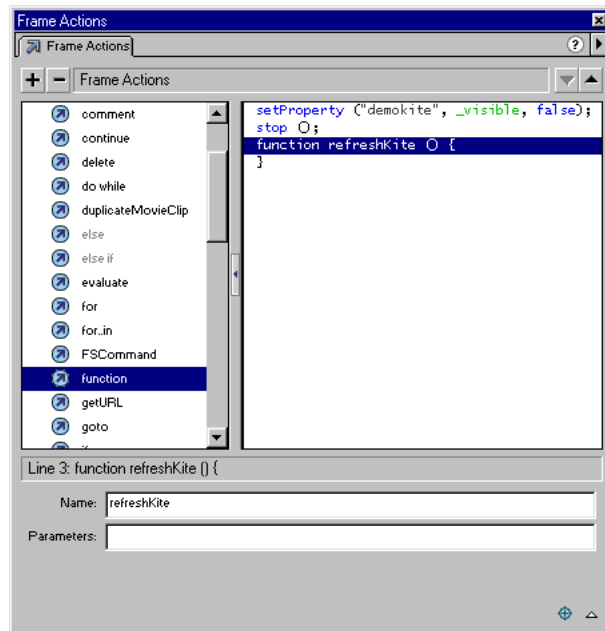 Frame Actions
Frame Actions
?
+ − Frame Actions
comment
continue
delete
do while
duplicateMovieClip
else
else if
evaluate
for
for..in
FSCommand
function
getURL
goto
setProperty ("demokite", _visible, false);
stop ();
function refreshKite () {
}
Line 3: function refreshKite () {
Name: refreshKite
Parameters: